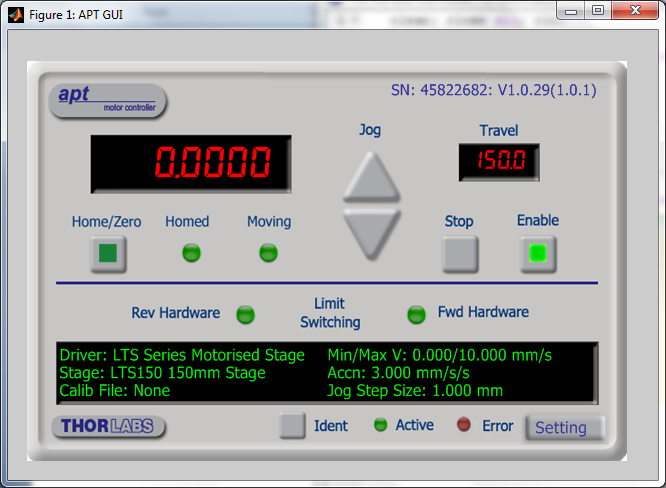 Figure 1: APT GUI
apt
motor controller
SN: 45822682: V1.0.29(1.0.1)
0.0000
Jog
Travel
150.0
Home/Zero
Homed
Moving
Stop
Enable
Rev Hardware
Limit
Switching
Fwd Hardware
Driver: LTS Series Motorised Stage
Stage: LTS150 150mm Stage
Calib File: None
Min/Max V: 0.000/10.000 mm/s
Accn: 3.000 mm/s/s
Jog Step Size: 1.000 mm
THORLABS
Ident
Active
Error
Setting